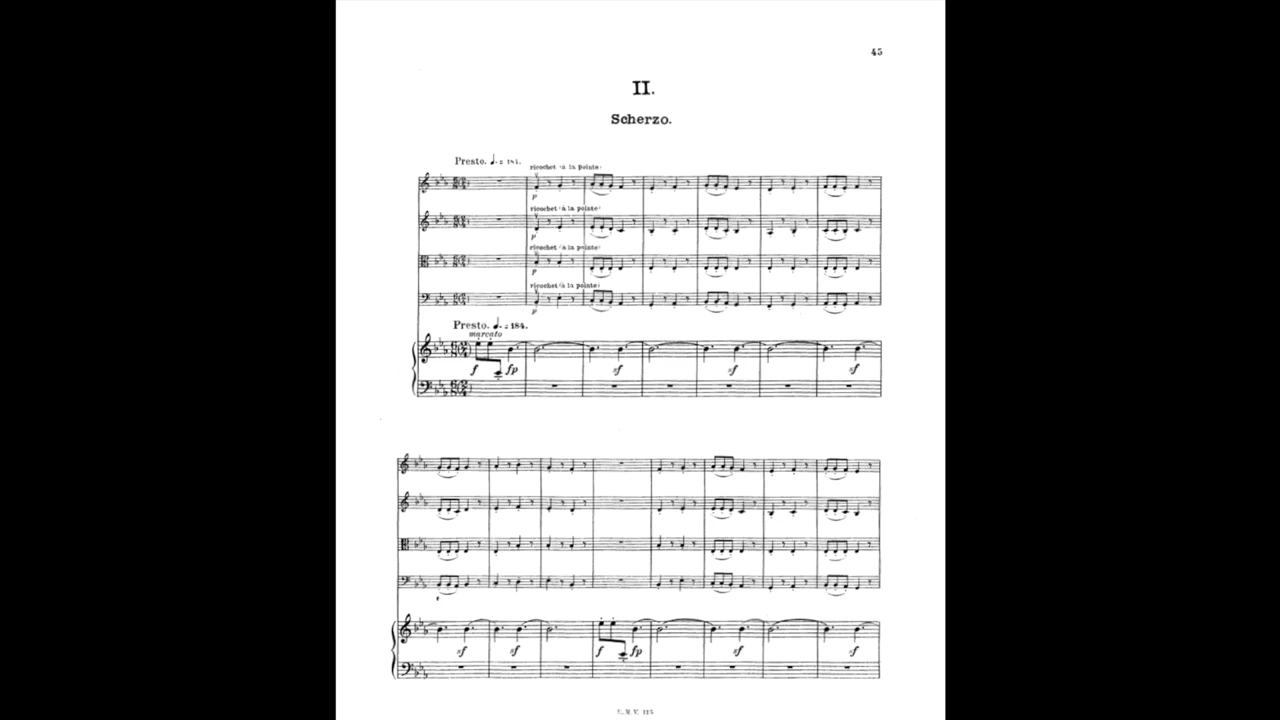 45
II.
Scherzo.
Presto.
ricochet (à la pointe)
p
ricochet (à la pointe)
p
ricochet (à la pointe)
p
ricochet (à la pointe)
p
Presto. = 184.
marcato
f fp sf sf sf
sf sf f fp sf sf